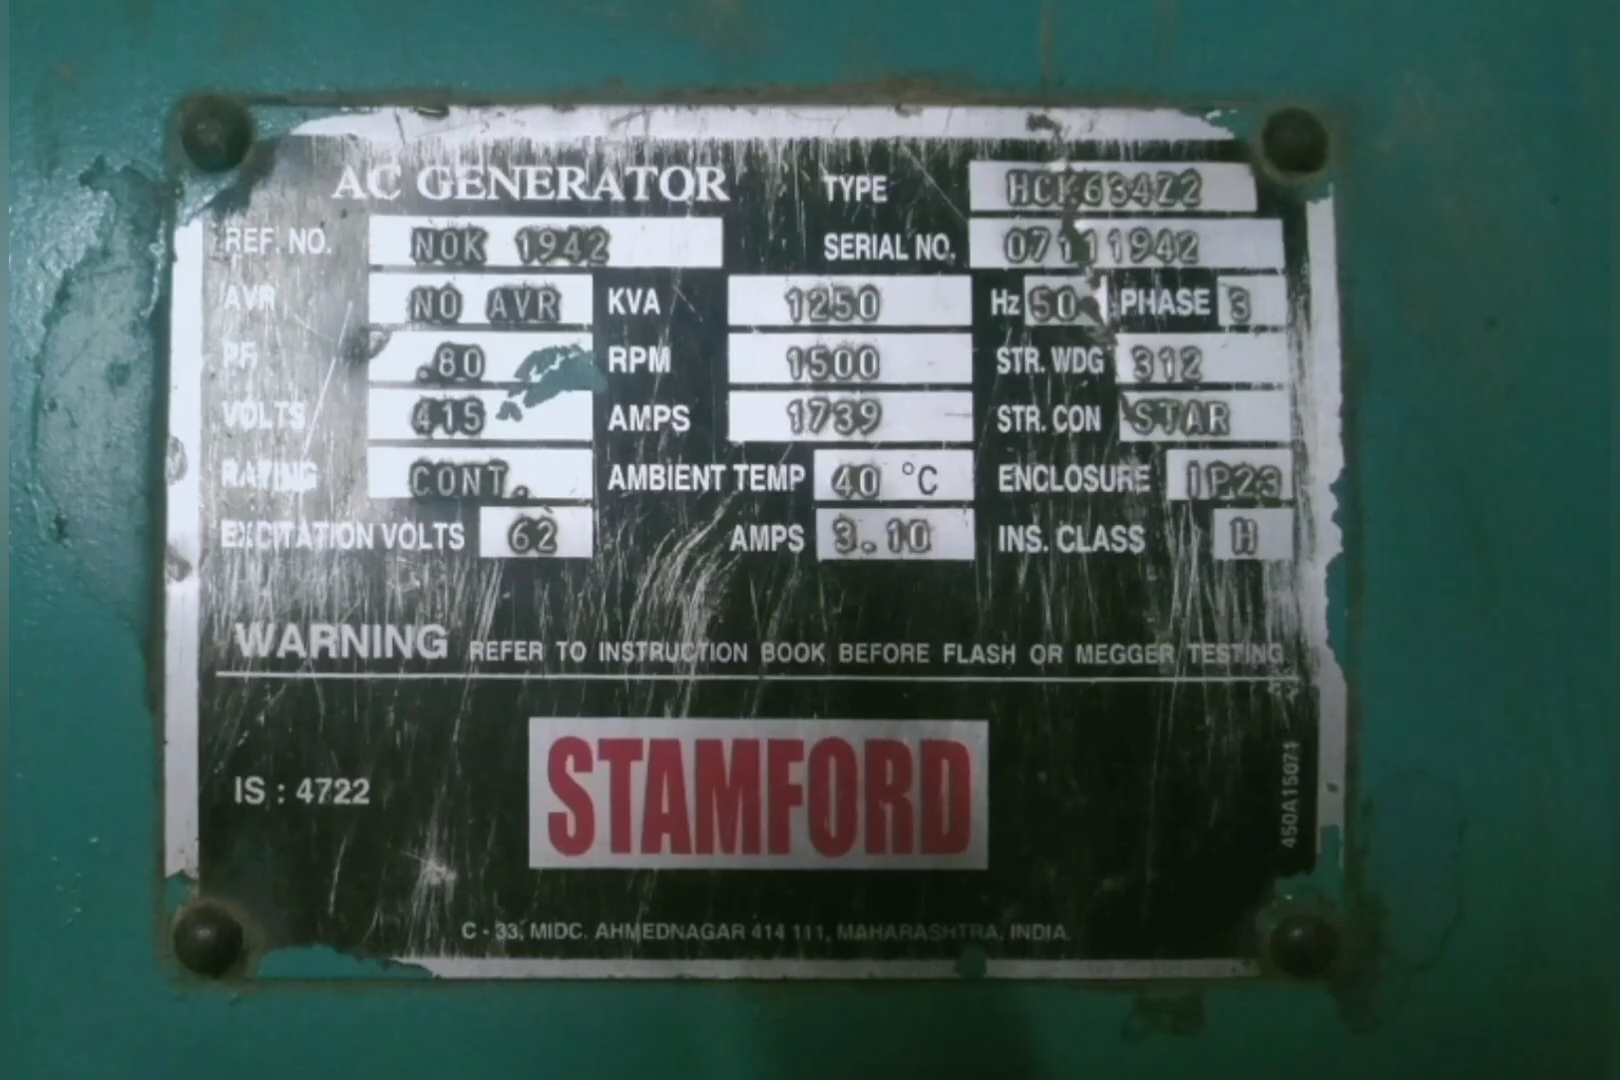 AC GENERATOR TYPE HCK634Z2
REF. NO. NOK 1942 SERIAL NO. 07111942
AVR NO AVR KVA 1250 Hz 50 PHASE 3
PF. .80 RPM 1500 STR. WDG 312
VOLTS 415 AMPS 1739 STR. CON STAR
RATING CONT. AMBIENT TEMP 40 °C ENCLOSURE IP23
EXCITATION VOLTS 62 AMPS 3.10 INS. CLASS H
WARNING REFER TO INSTRUCTION BOOK BEFORE FLASH OR MEGGER TESTING
IS : 4722
STAMFORD
450A15071
C - 33, MIDC. AHMEDNAGAR 414 111, MAHARASHTRA, INDIA.